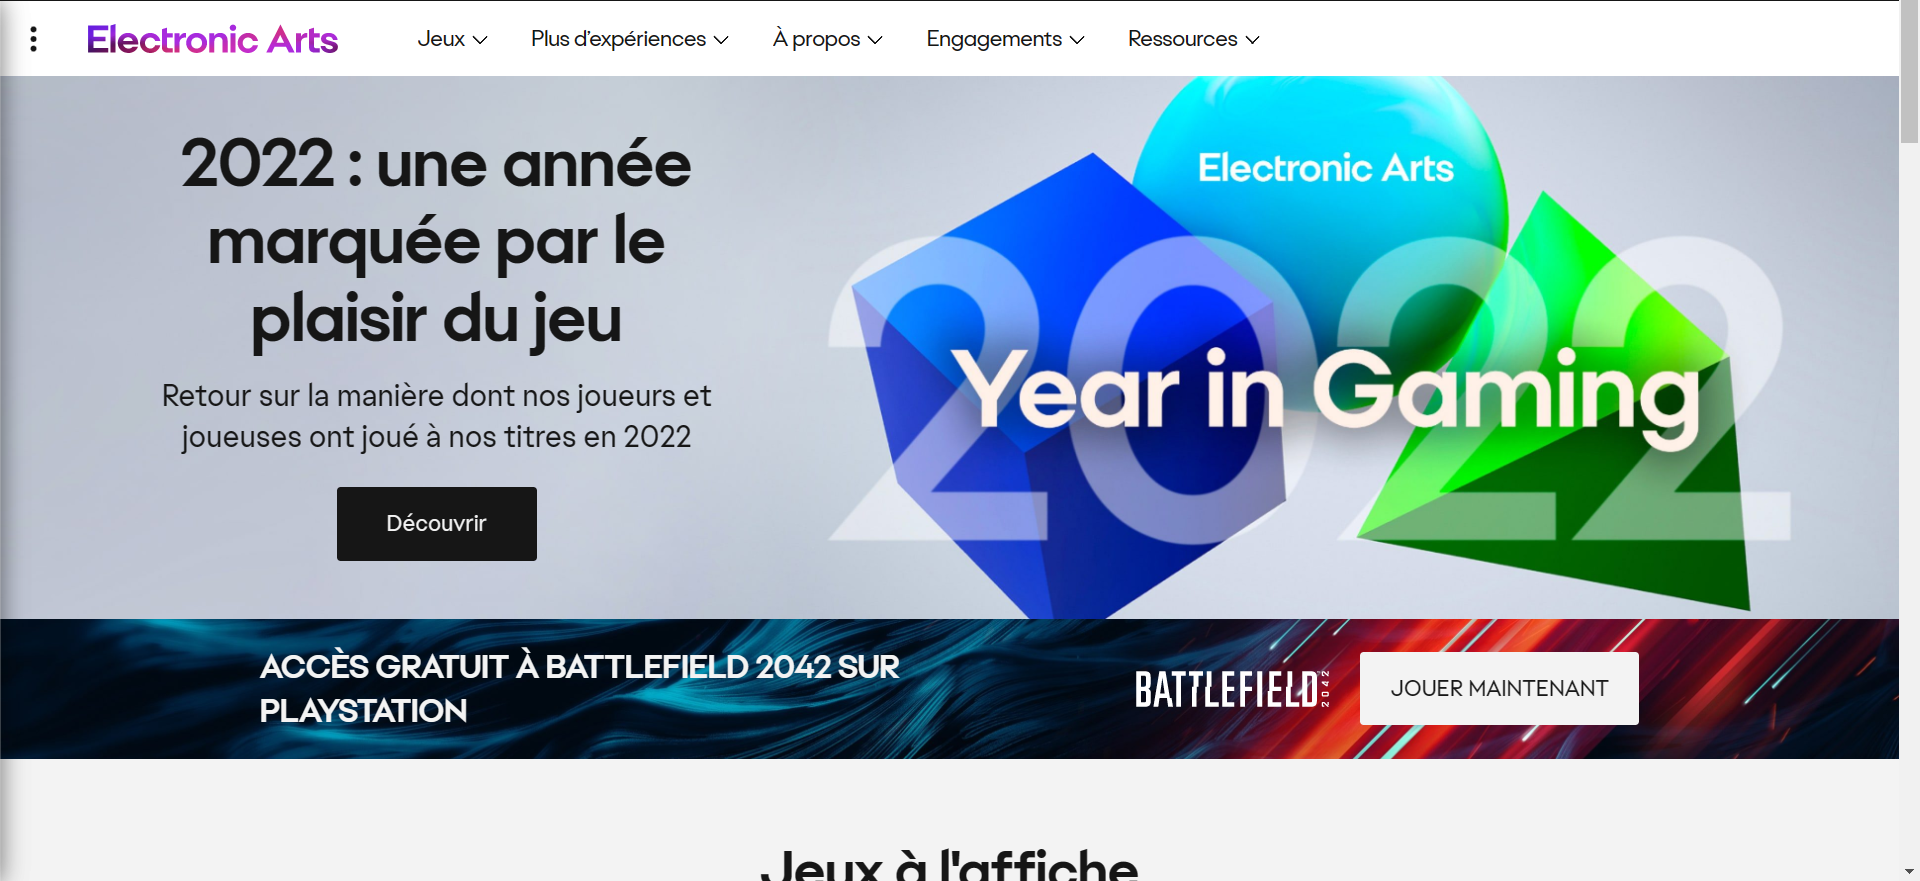 Electronic Arts
Jeux
Plus d’expériences
À propos
Engagements
Ressources
2022 : une année
marquée par le
plaisir du jeu
Retour sur la manière dont nos joueurs et
joueuses ont joué à nos titres en 2022
Découvrir
Electronic Arts
2022
Year in Gaming
ACCÈS GRATUIT À BATTLEFIELD 2042 SUR
PLAYSTATION
BATTLEFIELD 2042
JOUER MAINTENANT
Jeux à l'affiche